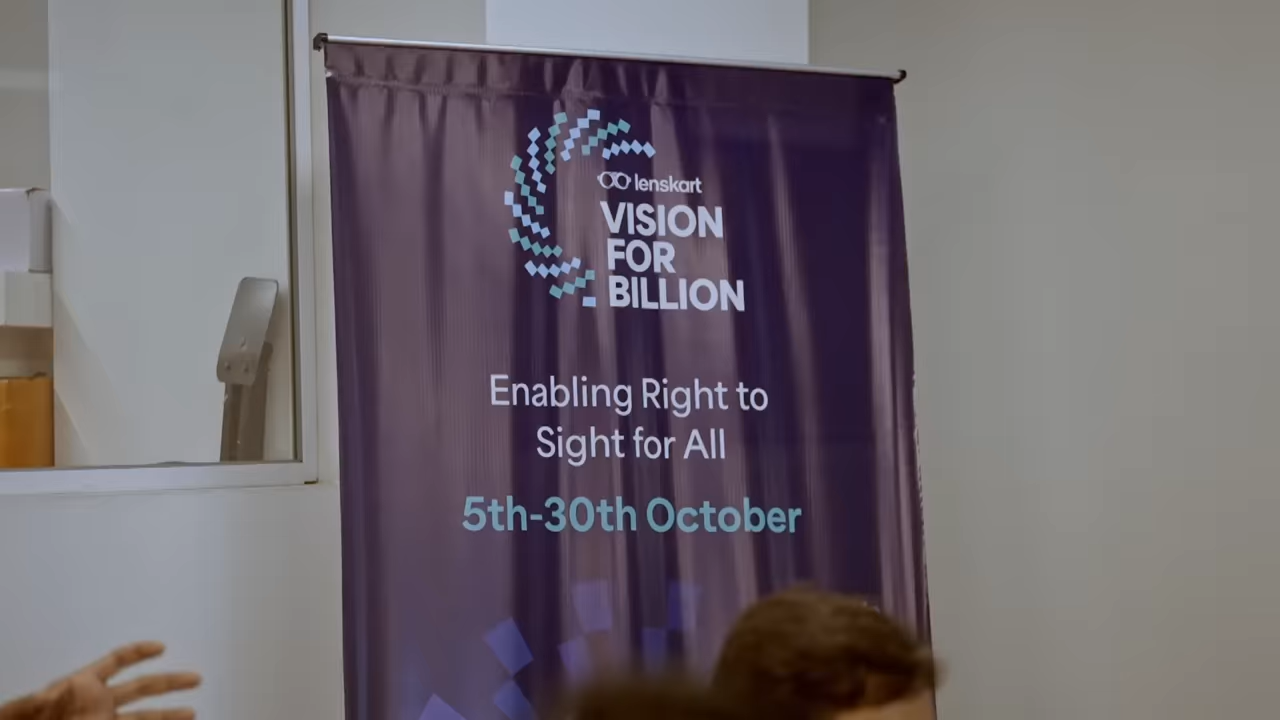 lenskart
VISION
FOR
BILLION
Enabling Right to
Sight for All
5th-30th October